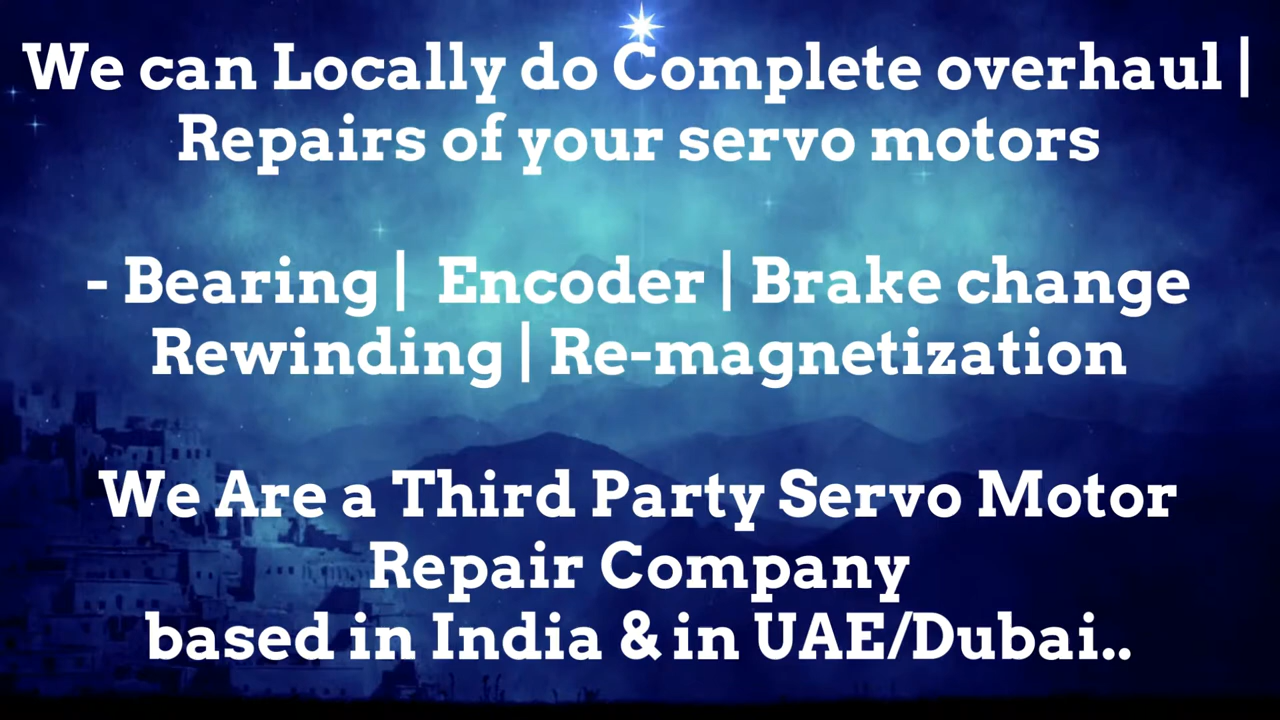 We can Locally do Complete overhaul |
Repairs of your servo motors
- Bearing | Encoder | Brake change
Rewinding | Re-magnetization
We Are a Third Party Servo Motor
Repair Company
based in India & in UAE/Dubai..